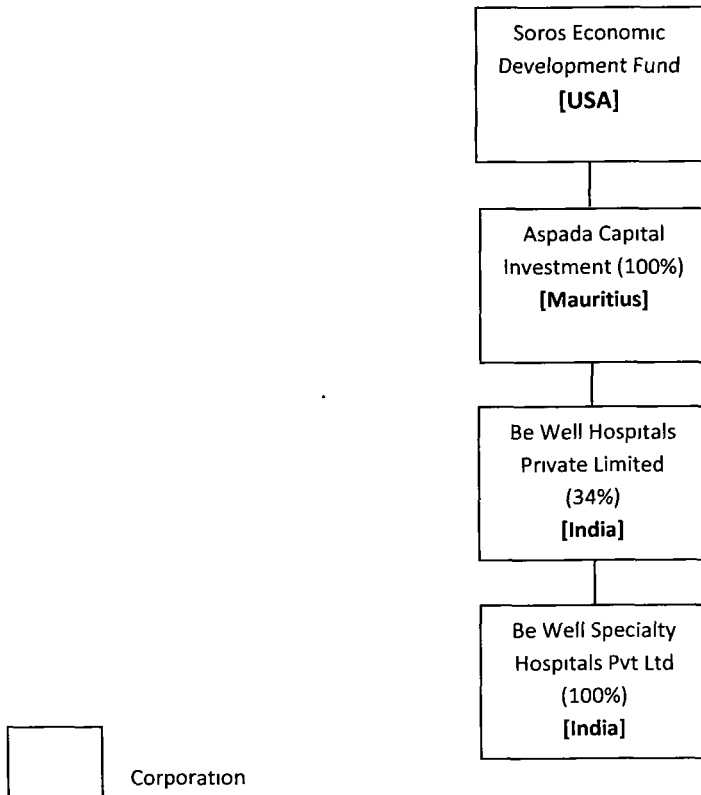 Soros Economic
Development Fund
[USA]
Aspada Capital
Investment (100%)
[Mauritius]
Be Well Hospitals
Private Limited
(34%)
[India]
Be Well Specialty
Hospitals Pvt Ltd
(100%)
[India]
Corporation